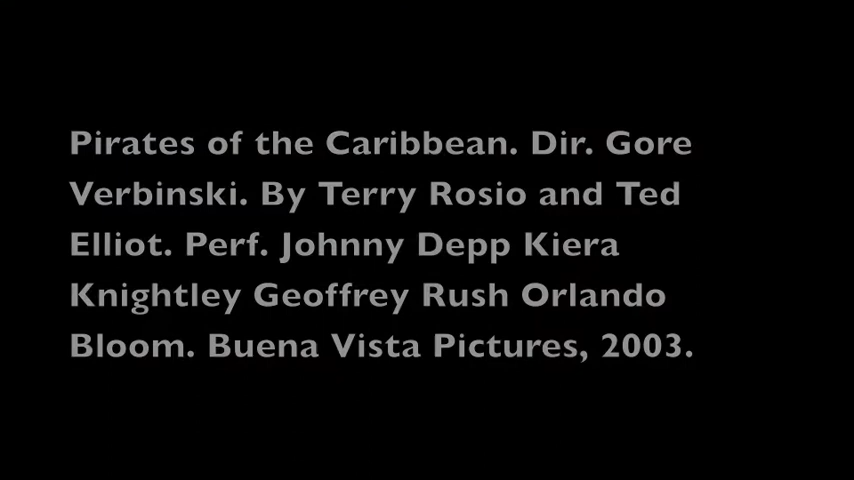 Pirates of the Caribbean. Dir. Gore
Verbinski. By Terry Rosio and Ted
Elliot. Perf. Johnny Depp Kiera
Knightley Geoffrey Rush Orlando
Bloom. Buena Vista Pictures, 2003.